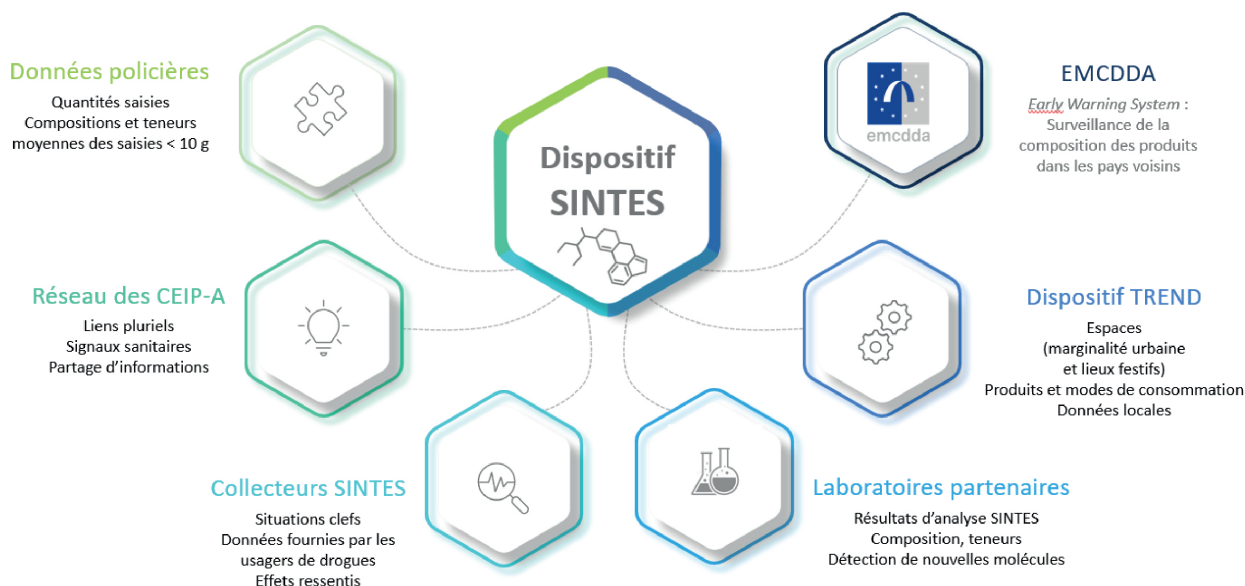 Données policières
Quantités saisies
Compositions et teneurs
moyennes des saisies < 10 g
Dispositif
SINTES
emcdda
EMCDDA
Early Warning System :
Surveillance de la
composition des produits
dans les pays voisins
Réseau des CEIP-A
Liens pluriels
Signaux sanitaires
Partage d’informations
Dispositif TREND
Espaces
(marginalité urbaine
et lieux festifs)
Produits et modes de consommation
Données locales
Collecteurs SINTES
Situations clefs
Données fournies par les
usagers de drogues
Effets ressentis
Laboratoires partenaires
Résultats d’analyse SINTES
Composition, teneurs
Détection de nouvelles molécules